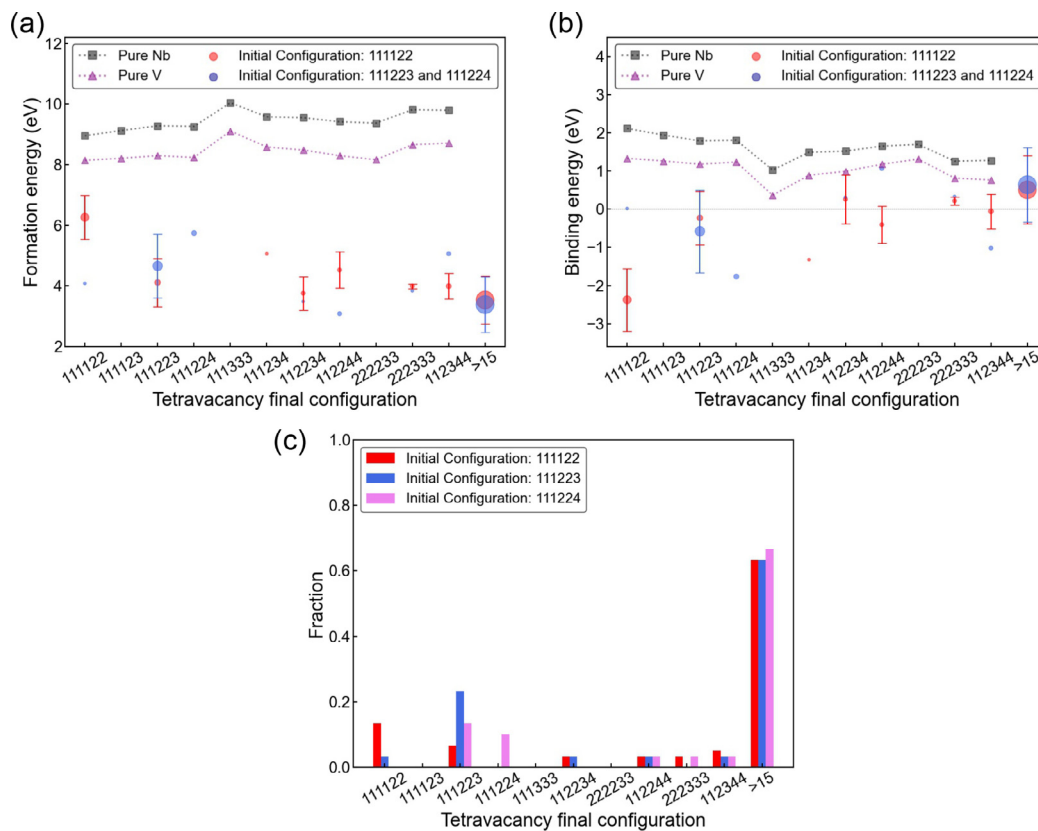 (a)
12
10
8
6
4
2
Formation energy (eV)
Pure Nb
Pure V
Initial Configuration: 111122
Initial Configuration: 111223 and 111224
111122
111123
111223
111224
111333
111234
112234
112244
222233
222333
112344
>15
Tetravacancy final configuration
(b)
4
3
2
1
0
−1
−2
−3
Binding energy (eV)
Pure Nb
Pure V
Initial Configuration: 111122
Initial Configuration: 111223 and 111224
111122
111123
111223
111224
111333
111234
112234
112244
222233
222333
112344
>15
Tetravacancy final configuration
(c)
1.0
0.8
0.6
0.4
0.2
0.0
Fraction
Initial Configuration: 111122
Initial Configuration: 111223
Initial Configuration: 111224
111122
111123
111223
111224
111333
112234
222233
112244
222333
112344
>15
Tetravacancy final configuration